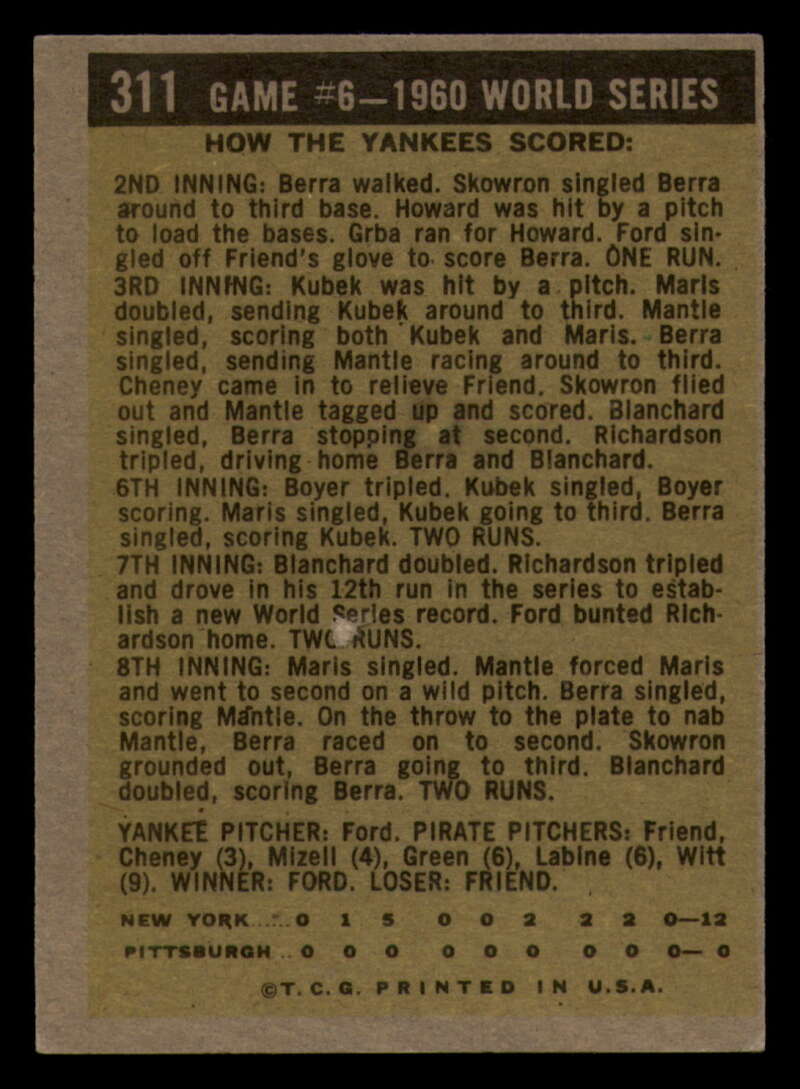 311 GAME #6—1960 WORLD SERIES
HOW THE YANKEES SCORED:
2ND INNING: Berra walked. Skowron singled Berra
around to third base. Howard was hit by a pitch
to load the bases. Grba ran for Howard. Ford sin-
gled off Friend's glove to score Berra. ONE RUN.
3RD INNING: Kubek was hit by a pitch. Maris
doubled, sending Kubek around to third. Mantle
singled, scoring both Kubek and Maris. Berra
singled, sending Mantle racing around to third.
Cheney came in to relieve Friend. Skowron flied
out and Mantle tagged up and scored. Blanchard
singled, Berra stopping at second. Richardson
tripled, driving home Berra and Blanchard.
6TH INNING: Boyer tripled. Kubek singled, Boyer
scoring. Maris singled, Kubek going to third. Berra
singled, scoring Kubek. TWO RUNS.
7TH INNING: Blanchard doubled. Richardson tripled
and drove in his 12th run in the series to estab-
lish a new World Series record. Ford bunted Rich-
ardson home. TWO RUNS.
8TH INNING: Maris singled. Mantle forced Maris
and went to second on a wild pitch. Berra singled,
scoring Mantle. On the throw to the plate to nab
Mantle, Berra raced on to second. Skowron
grounded out, Berra going to third. Blanchard
doubled, scoring Berra. TWO RUNS.
YANKEE PITCHER: Ford. PIRATE PITCHERS: Friend,
Cheney (3), Mizell (4), Green (6), Labine (6), Witt
(9). WINNER: FORD. LOSER: FRIEND.
NEW YORK ... 0 1 5 0 0 2 2 2 0—12
PITTSBURGH .. 0 0 0 0 0 0 0 0 0— 0
©T. C. G. PRINTED IN U.S.A.